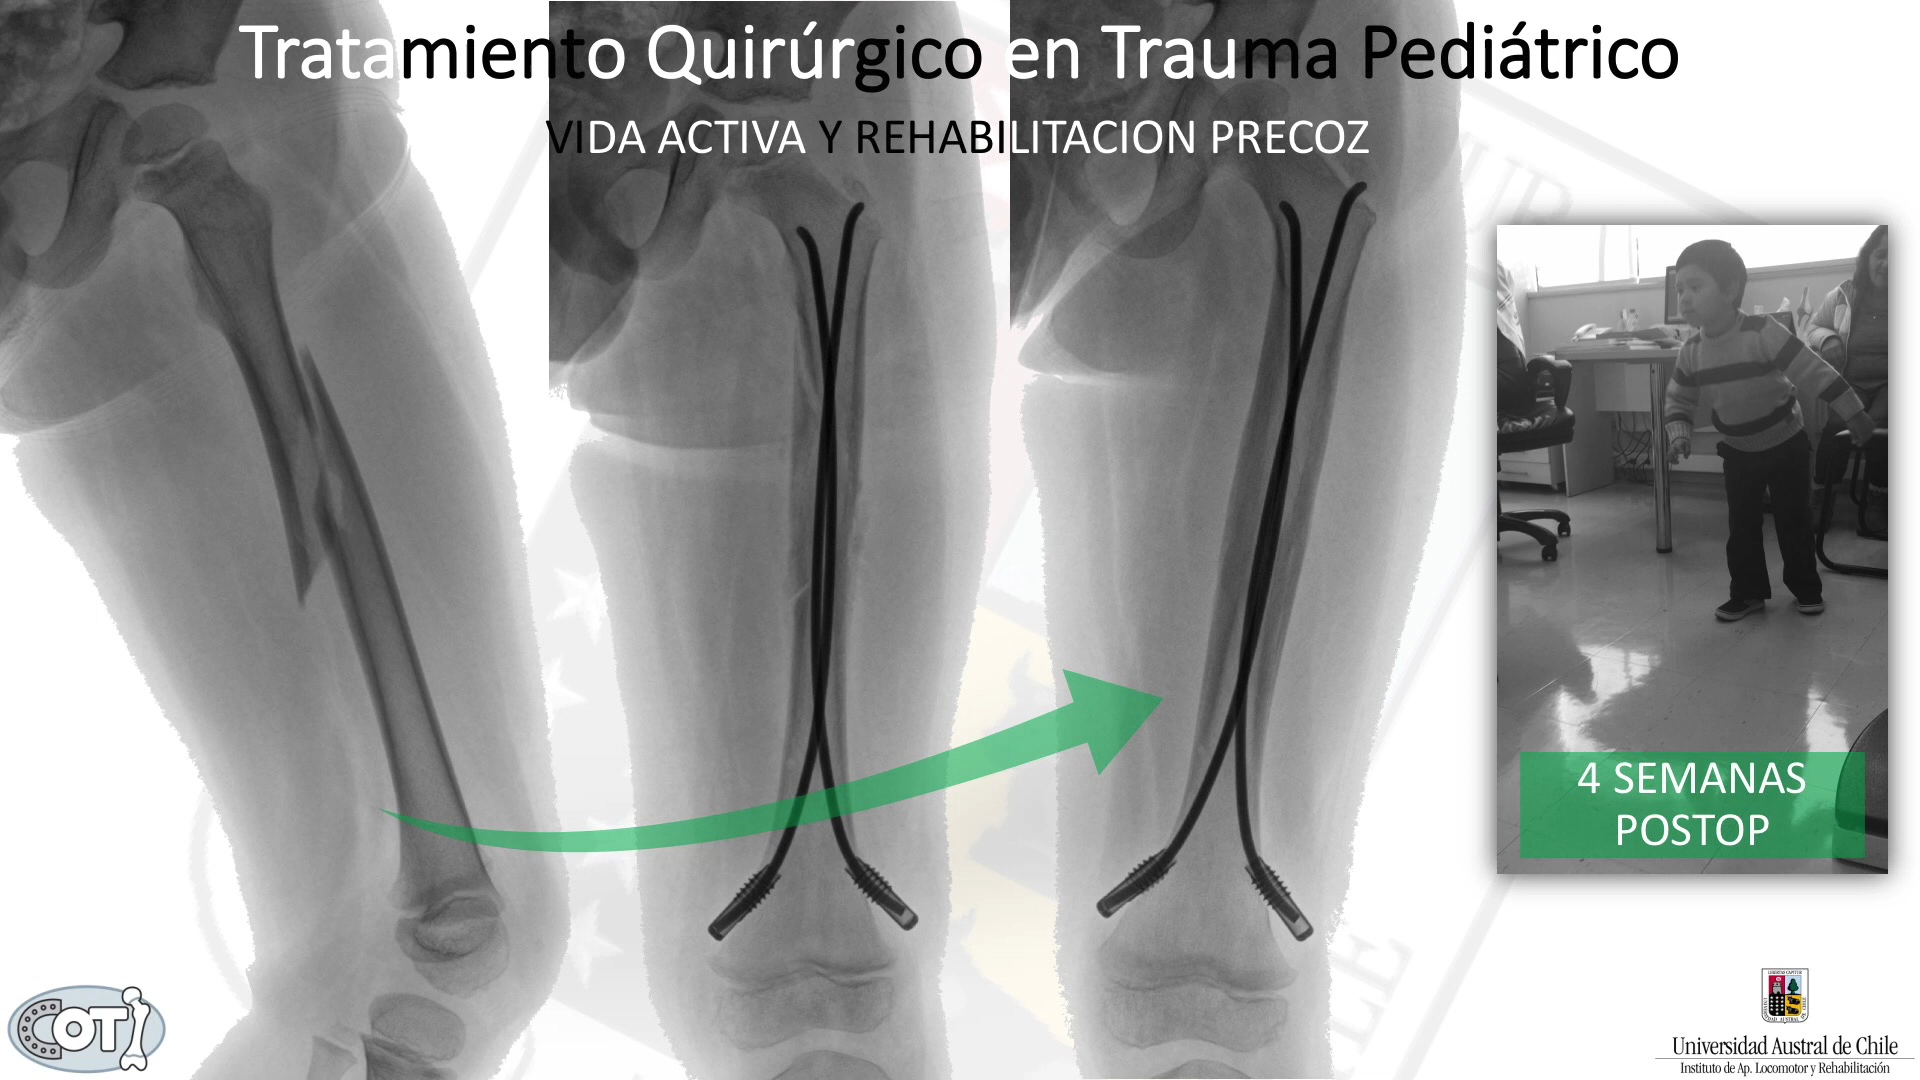 Tratamiento Quirúrgico en Trauma Pediátrico
VIDA ACTIVA Y REHABILITACION PRECOZ
4 SEMANAS
POSTOP
COT
Universidad Austral de Chile
Instituto de Ap. Locomotor y Rehabilitación